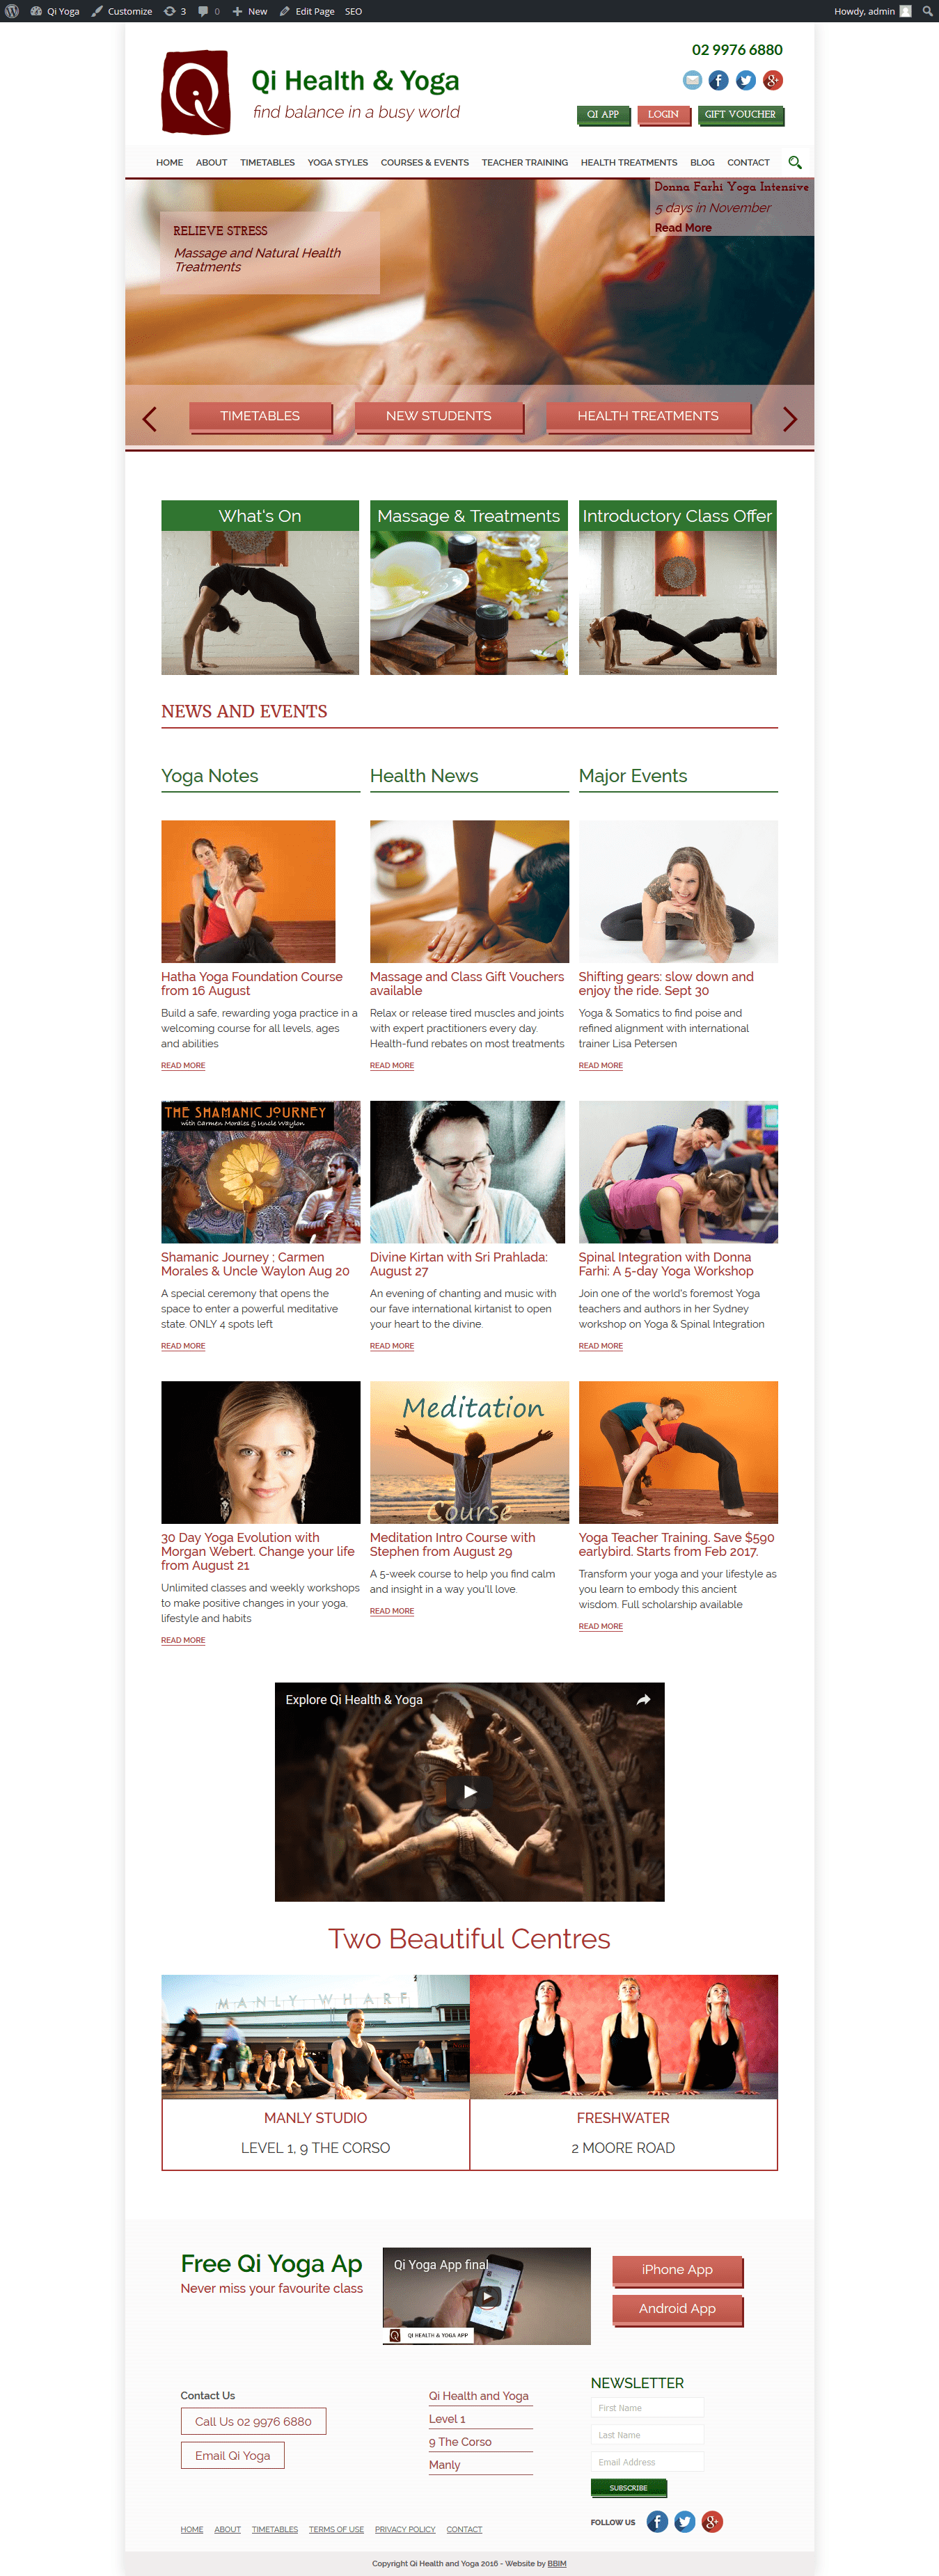 Qi Yoga Customize 3 0 New Edit Page SEO Howdy, admin
02 9976 6880
Qi Health & Yoga
find balance in a busy world
QI APP LOGIN GIFT VOUCHER
HOME ABOUT TIMETABLES YOGA STYLES COURSES & EVENTS TEACHER TRAINING HEALTH TREATMENTS BLOG CONTACT
Donna Farhi Yoga Intensive
5 days in November
Read More
RELIEVE STRESS
Massage and Natural Health
Treatments
TIMETABLES NEW STUDENTS HEALTH TREATMENTS
What's On Massage & Treatments Introductory Class Offer
NEWS AND EVENTS
Yoga Notes Health News Major Events
Hatha Yoga Foundation Course
from 16 August
Build a safe, rewarding yoga practice in a
welcoming course for all levels, ages
and abilities
READ MORE
Massage and Class Gift Vouchers
available
Relax or release tired muscles and joints
with expert practitioners every day.
Health-fund rebates on most treatments
READ MORE
Shifting gears: slow down and
enjoy the ride. Sept 30
Yoga & Somatics to find poise and
refined alignment with international
trainer Lisa Petersen
READ MORE
THE SHAMANIC JOURNEY
with Carmen Morales & Uncle Waylon
Shamanic Journey ; Carmen
Morales & Uncle Waylon Aug 20
A special ceremony that opens the
space to enter a powerful meditative
state. ONLY 4 spots left
READ MORE
Divine Kirtan with Sri Prahlada:
August 27
An evening of chanting and music with
our fave international kirtanist to open
your heart to the divine.
READ MORE
Spinal Integration with Donna
Farhi: A 5-day Yoga Workshop
Join one of the world's foremost Yoga
teachers and authors in her Sydney
workshop on Yoga & Spinal Integration
READ MORE
30 Day Yoga Evolution with
Morgan Webert. Change your life
from August 21
Unlimited classes and weekly workshops
to make positive changes in your yoga,
lifestyle and habits
READ MORE
Meditation
Course
Meditation Intro Course with
Stephen from August 29
A 5-week course to help you find calm
and insight in a way you'll love.
READ MORE
Yoga Teacher Training. Save $590
earlybird. Starts from Feb 2017.
Transform your yoga and your lifestyle as
you learn to embody this ancient
wisdom. Full scholarship available
READ MORE
Explore Qi Health & Yoga
Two Beautiful Centres
MANLY WHARF
MANLY STUDIO
LEVEL 1, 9 THE CORSO
FRESHWATER
2 MOORE ROAD
Free Qi Yoga Ap
Never miss your favourite class
Qi Yoga App final
QI HEALTH & YOGA APP
iPhone App
Android App
Contact Us
Call Us 02 9976 6880
Email Qi Yoga
Qi Health and Yoga
Level 1
9 The Corso
Manly
NEWSLETTER
First Name
Last Name
Email Address
SUBSCRIBE
FOLLOW US
HOME ABOUT TIMETABLES TERMS OF USE PRIVACY POLICY CONTACT
Copyright Qi Health and Yoga 2016 - Website by BBIM